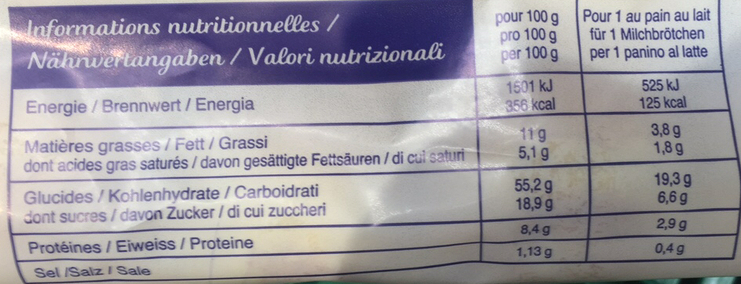 Informations nutritionnelles /
Nährwertangaben / Valori nutrizionali
pour 100 g
pro 100 g
per 100 g
Pour 1 au pain au lait
für 1 Milchbrötchen
per 1 panino al latte
Energie / Brennwert / Energia
1501 kJ
356 kcal
525 kJ
125 kcal
Matières grasses / Fett / Grassi
dont acides gras saturés / davon gesättigte Fettsäuren / di cui saturi
11 g
5,1 g
3,8 g
1,8 g
Glucides / Kohlenhydrate / Carboidrati
dont sucres / davon Zucker / di cui zuccheri
55,2 g
18,9 g
19,3 g
6,6 g
Protéines / Eiweiss / Proteine
8,4 g
2,9 g
Sel /Salz / Sale
1,13 g
0,4 g